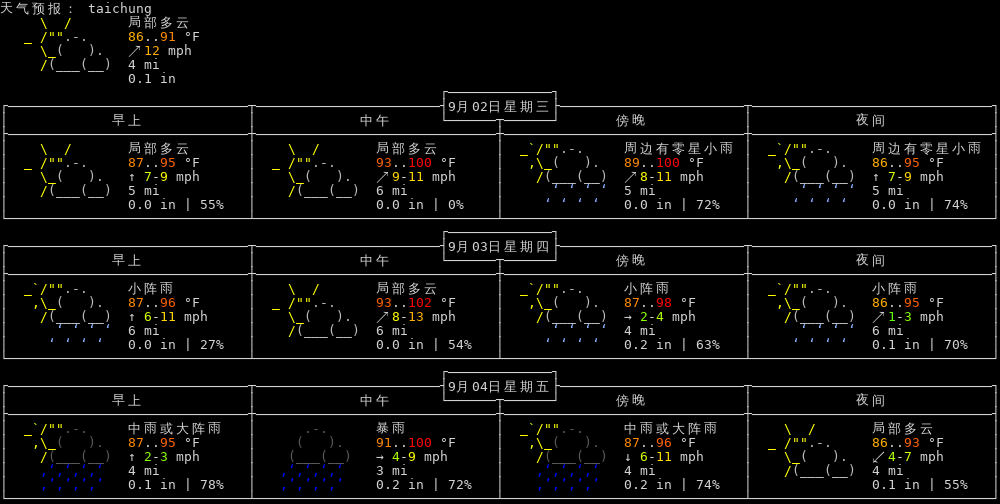 天气预报： taichung
局部多云
86..91 °F
↗12 mph
4 mi
0.1 in
9月02日星期三
早上 中午 傍晚 夜间
局部多云 局部多云 周边有零星小雨 周边有零星小雨
87..95 °F 93..100 °F 89..100 °F 86..95 °F
↑ 7-9 mph ↗9-11 mph ↗8-11 mph ↑ 7-9 mph
5 mi 6 mi 5 mi 5 mi
0.0 in | 55% 0.0 in | 0% 0.0 in | 72% 0.0 in | 74%
9月03日星期四
早上 中午 傍晚 夜间
小阵雨 局部多云 小阵雨 小阵雨
87..96 °F 93..102 °F 87..98 °F 86..95 °F
↑ 6-11 mph ↗8-13 mph → 2-4 mph ↗1-3 mph
6 mi 6 mi 4 mi 6 mi
0.0 in | 27% 0.0 in | 54% 0.2 in | 63% 0.1 in | 70%
9月04日星期五
早上 中午 傍晚 夜间
中雨或大阵雨 暴雨 中雨或大阵雨 局部多云
87..95 °F 91..100 °F 87..96 °F 86..93 °F
↑ 2-3 mph → 4-9 mph ↓ 6-11 mph ↙4-7 mph
4 mi 3 mi 4 mi 4 mi
0.1 in | 78% 0.2 in | 72% 0.2 in | 74% 0.1 in | 55%